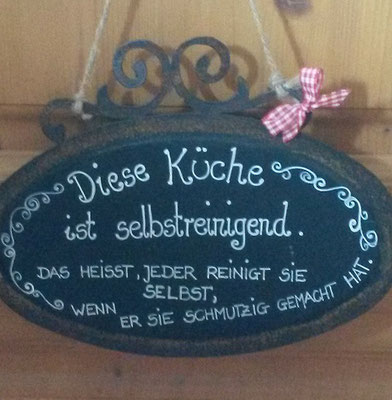 Diese Küche
ist selbstreinigend.
DAS HEISST, JEDER REINIGT SIE
SELBST,
WENN ER SIE SCHMUTZIG GEMACHT HAT.